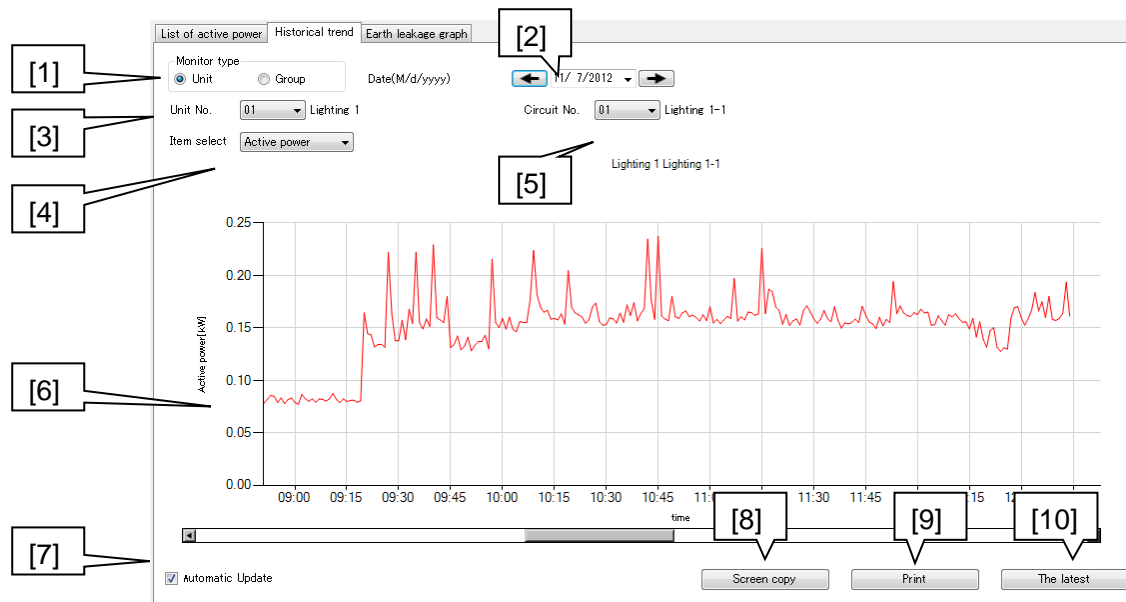 List of active power Historical trend Earth leakage graph
[2]
[1]
Monitor type
Unit Group Date(M/d/yyyy) 11/ 7/2012
[3]
Unit No. 01 Lighting 1 Circuit No. 01 Lighting 1-1
Item select Active power
[4]
[5]
Lighting 1 Lighting 1-1
0.25
0.20
0.15
0.10
0.05
0.00
Active power[kW]
[6]
09:00 09:15 09:30 09:45 10:00 10:15 10:30 10:45 11:30 11:45
time
[7]
[8]
[9]
[10]
Automatic Update
Screen copy Print The latest